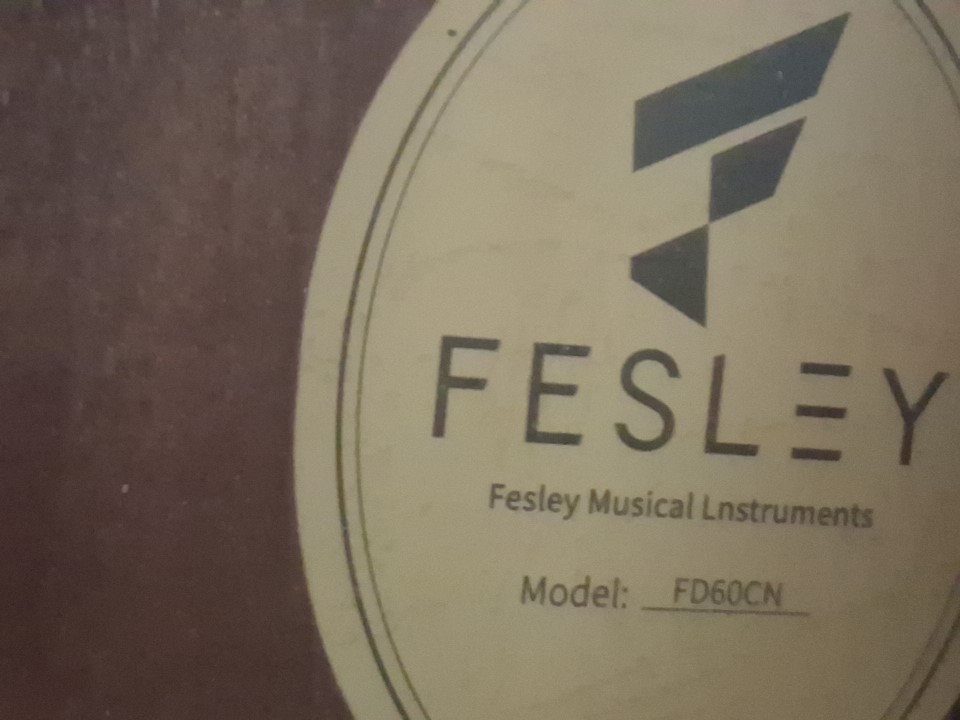 FESLEY
Fesley Musical Lnstruments
Model: FD60CN